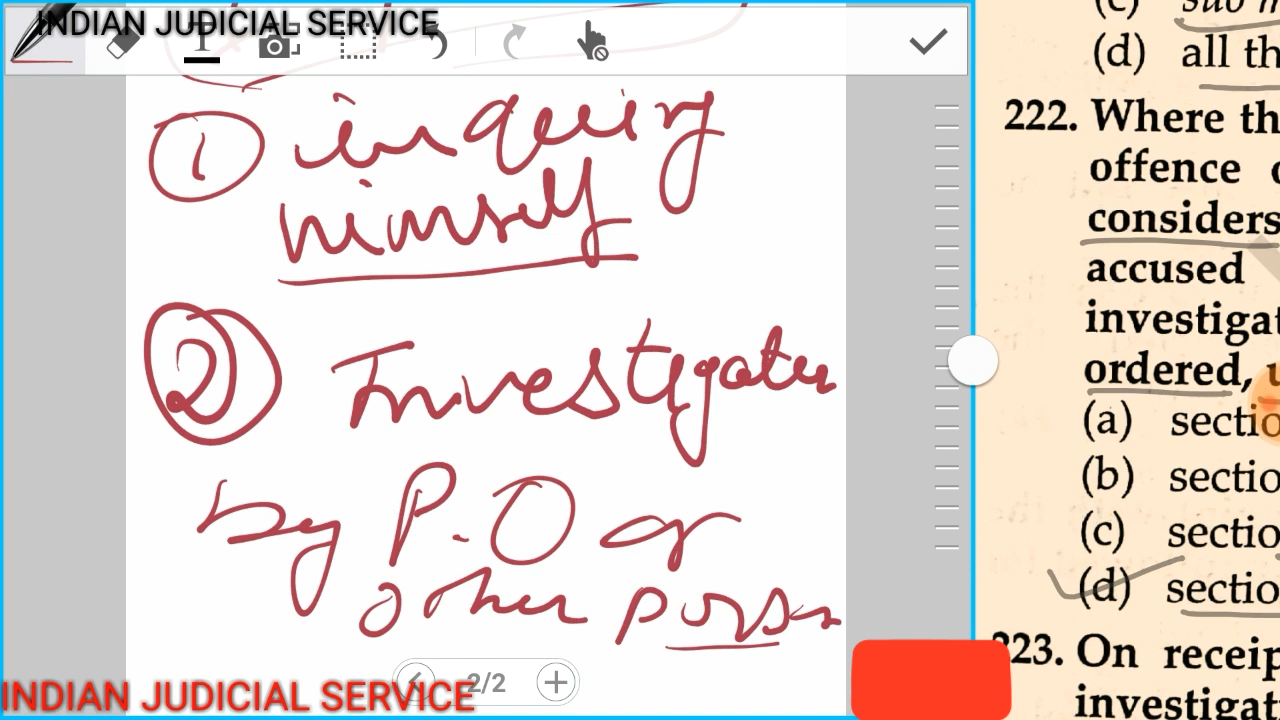 INDIAN JUDICIAL SERVICE
T
1 inquiry
himself
2 Investigation
by P.O or
other person
2/2
INDIAN JUDICIAL SERVICE
(c) sub
(d) all th
222. Where th
offence
considers
accused
investigat
ordered,
(a) sectio
(b) sectio
(c) sectio
(d) sectio
223. On receip
investigat